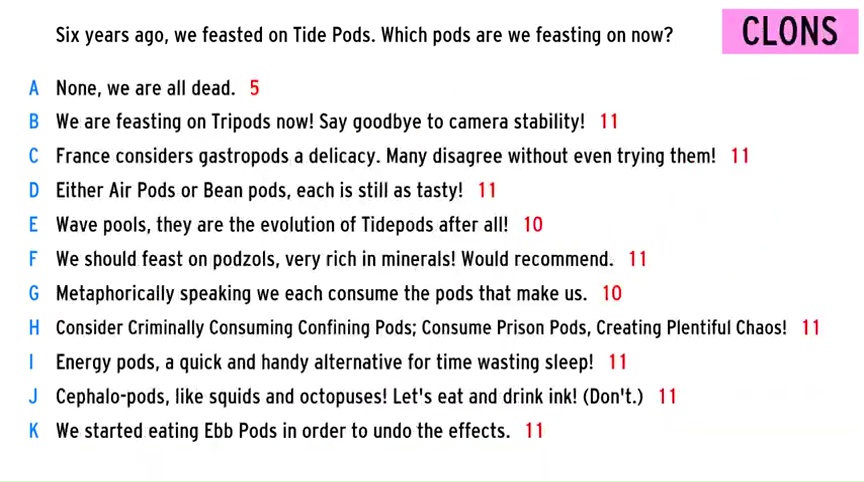 Six years ago, we feasted on Tide Pods. Which pods are we feasting on now?
CLONS
A None, we are all dead. 5
B We are feasting on Tripods now! Say goodbye to camera stability! 11
C France considers gastropods a delicacy. Many disagree without even trying them! 11
D Either Air Pods or Bean pods, each is still as tasty! 11
E Wave pools, they are the evolution of Tidepods after all! 10
F We should feast on podzols, very rich in minerals! Would recommend. 11
G Metaphorically speaking we each consume the pods that make us. 10
H Consider Criminally Consuming Confining Pods; Consume Prison Pods, Creating Plentiful Chaos! 11
I Energy pods, a quick and handy alternative for time wasting sleep! 11
J Cephalo-pods, like squids and octopuses! Let's eat and drink ink! (Don't.) 11
K We started eating Ebb Pods in order to undo the effects. 11